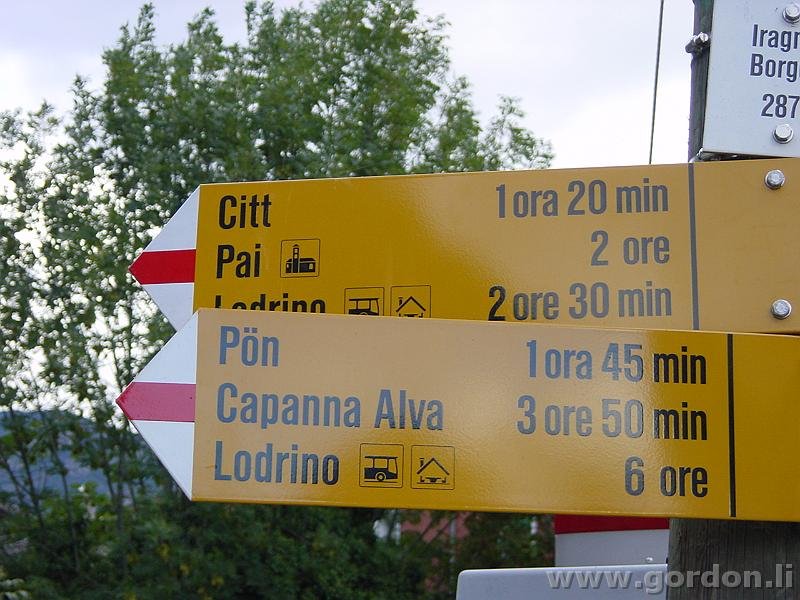 Iragn
Borg
287
Citt 1 ora 20 min
Pai 2 ore
Lodrino 2 ore 30 min
Pön 1 ora 45 min
Capanna Alva 3 ore 50 min
Lodrino 6 ore
www.gordon.li